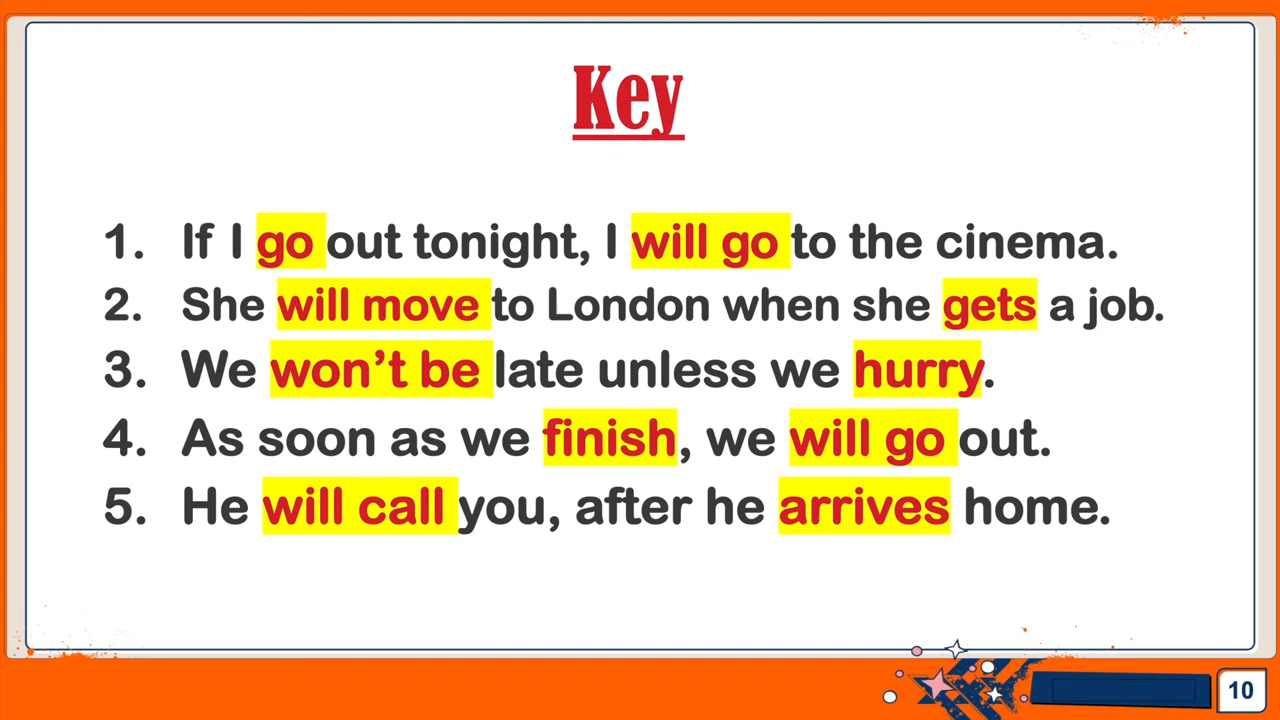 Key
1. If I go out tonight, I will go to the cinema.
2. She will move to London when she gets a job.
3. We won’t be late unless we hurry.
4. As soon as we finish, we will go out.
5. He will call you, after he arrives home.
10